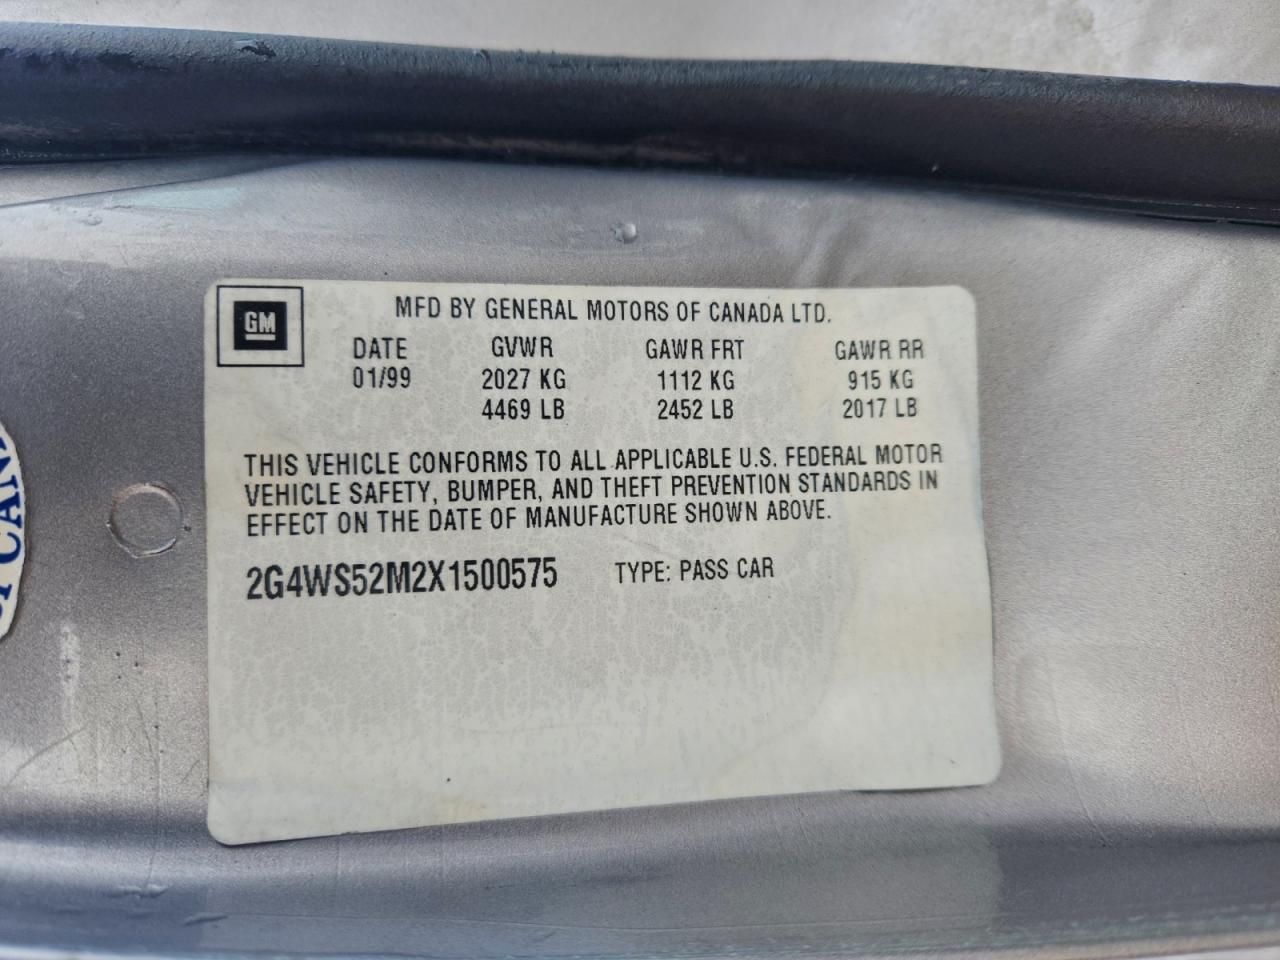 GM
MFD BY GENERAL MOTORS OF CANADA LTD.
DATE GVWR GAWR FRT GAWR RR
01/99 2027 KG 1112 KG 915 KG
4469 LB 2452 LB 2017 LB
THIS VEHICLE CONFORMS TO ALL APPLICABLE U.S. FEDERAL MOTOR
VEHICLE SAFETY, BUMPER, AND THEFT PREVENTION STANDARDS IN
EFFECT ON THE DATE OF MANUFACTURE SHOWN ABOVE.
2G4WS52M2X1500575 TYPE: PASS CAR